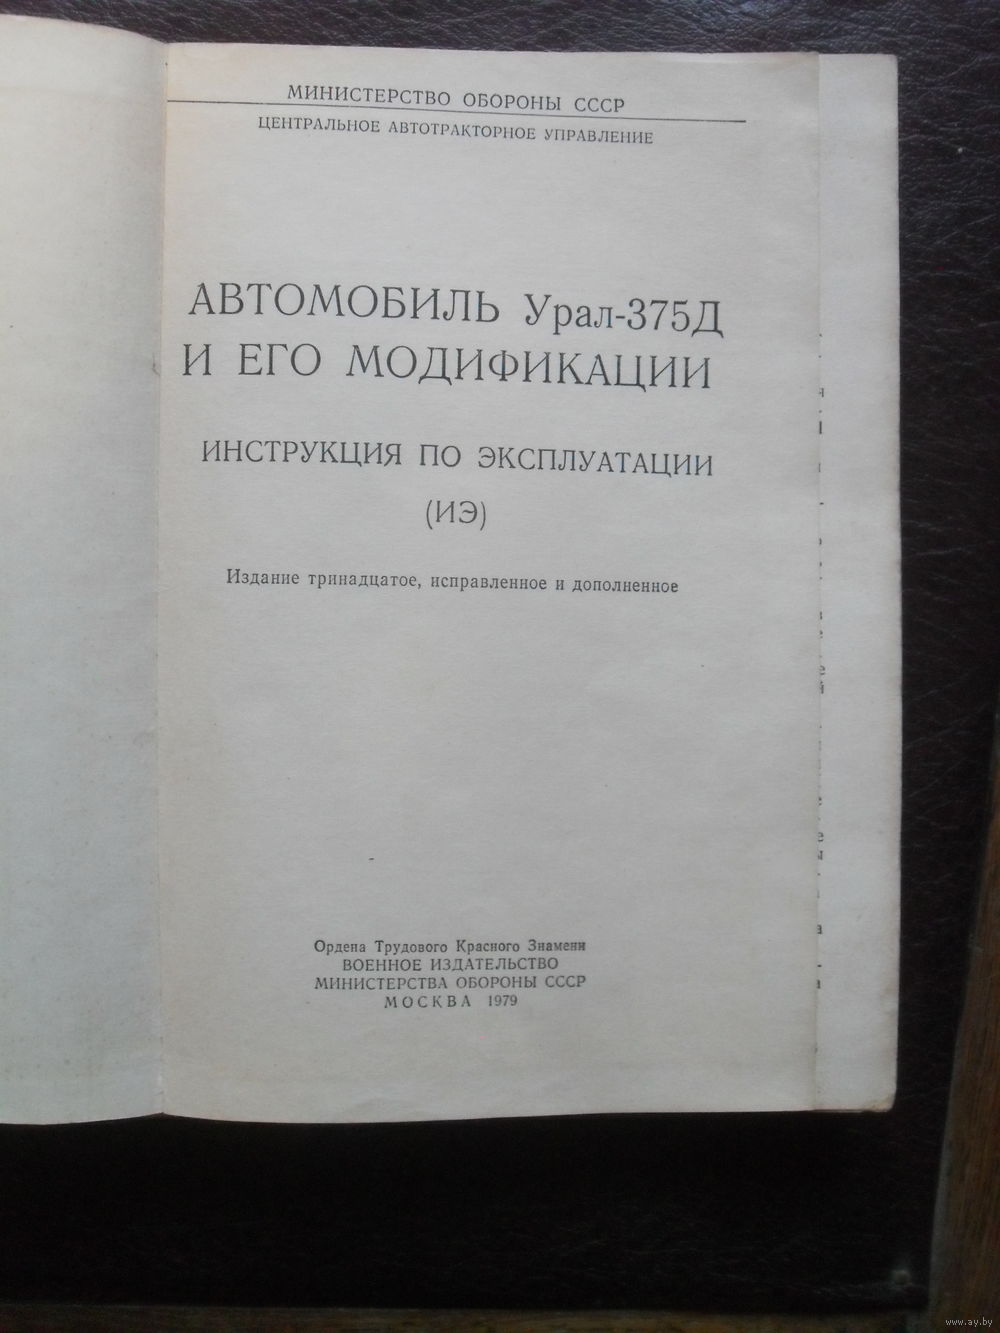 МИНИСТЕРСТВО ОБОРОНЫ СССР
ЦЕНТРАЛЬНОЕ АВТОТРАКТОРНОЕ УПРАВЛЕНИЕ
АВТОМОБИЛЬ Урал-375Д
И ЕГО МОДИФИКАЦИИ
ИНСТРУКЦИЯ ПО ЭКСПЛУАТАЦИИ
(ИЭ)
Издание тринадцатое, исправленное и дополненное
Ордена Трудового Красного Знамени
ВОЕННОЕ ИЗДАТЕЛЬСТВО
МИНИСТЕРСТВА ОБОРОНЫ СССР
МОСКВА 1979
www.ay.by